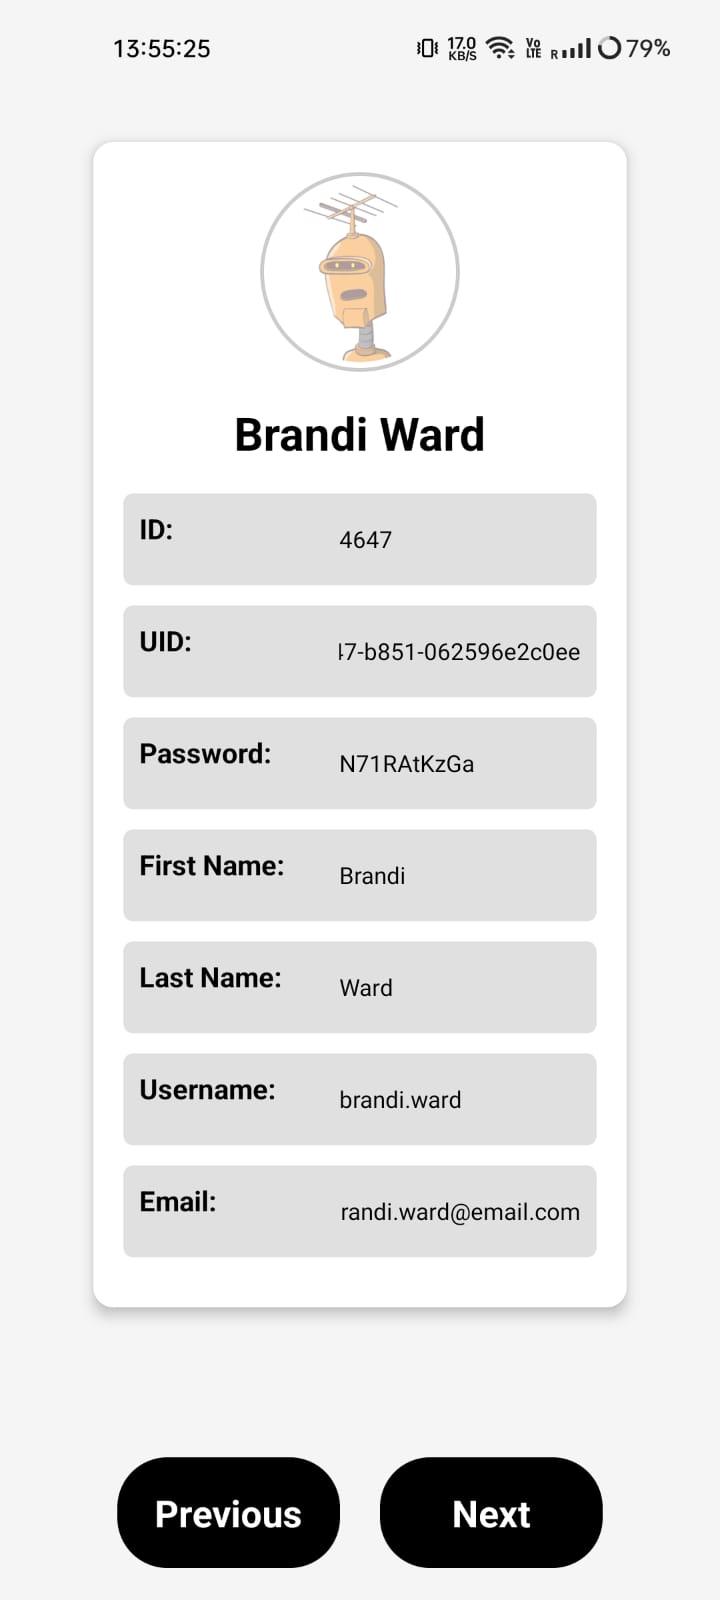 13:55:25
17.0 KB/S
Vo LTE
R
79%
Brandi Ward
ID:
4647
UID:
7-b851-062596e2c0ee
Password:
N71RAtKzGa
First Name:
Brandi
Last Name:
Ward
Username:
brandi.ward
Email:
randi.ward@email.com
Previous
Next